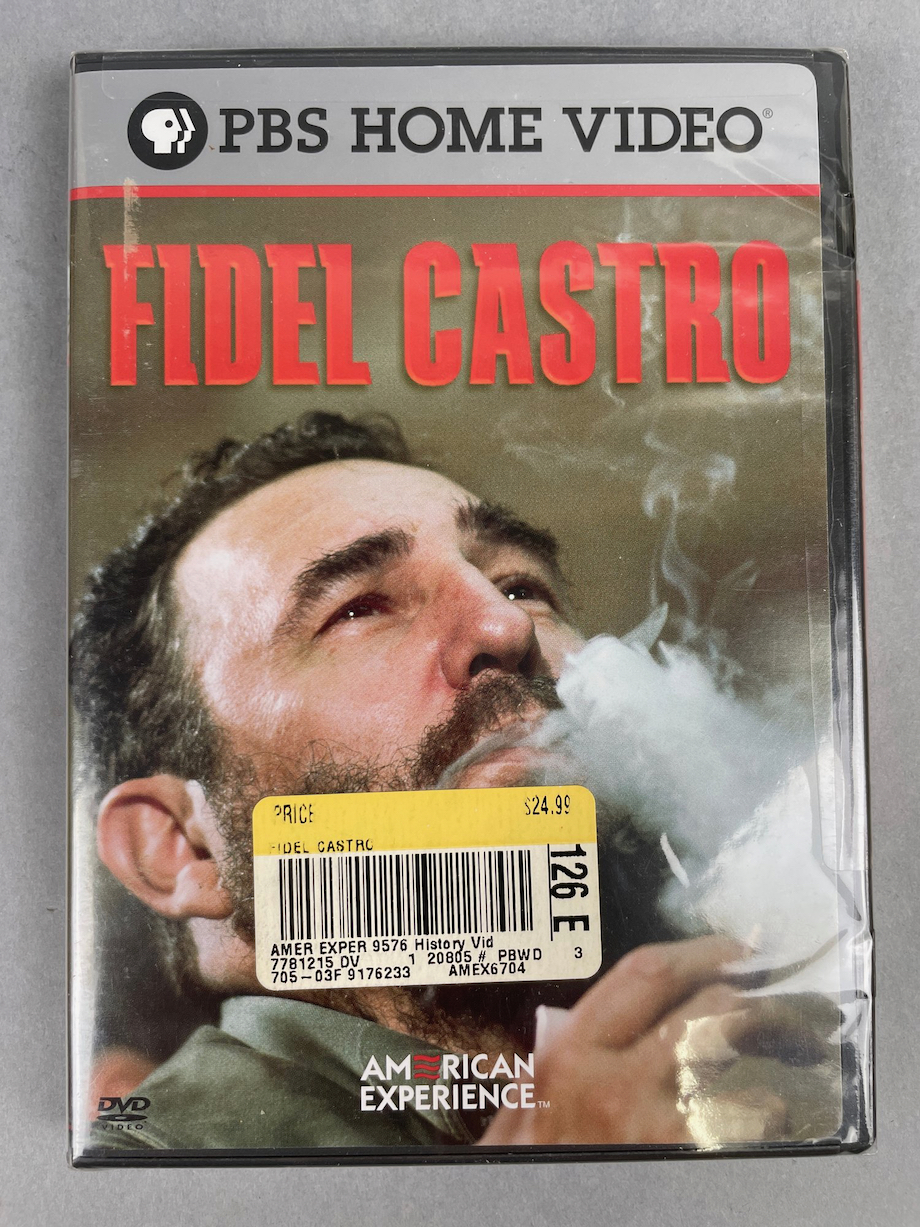 PBS HOME VIDEO®
FIDEL CASTRO
PRICE $24.99
FIDEL CASTRO
126 E
AMER EXPER 9576 History Vid
7781215 DV 1 20805 # PBWD 3
705-03F 9176233 AMEX6704
AMERICAN
EXPERIENCE™
DVD
VIDEO